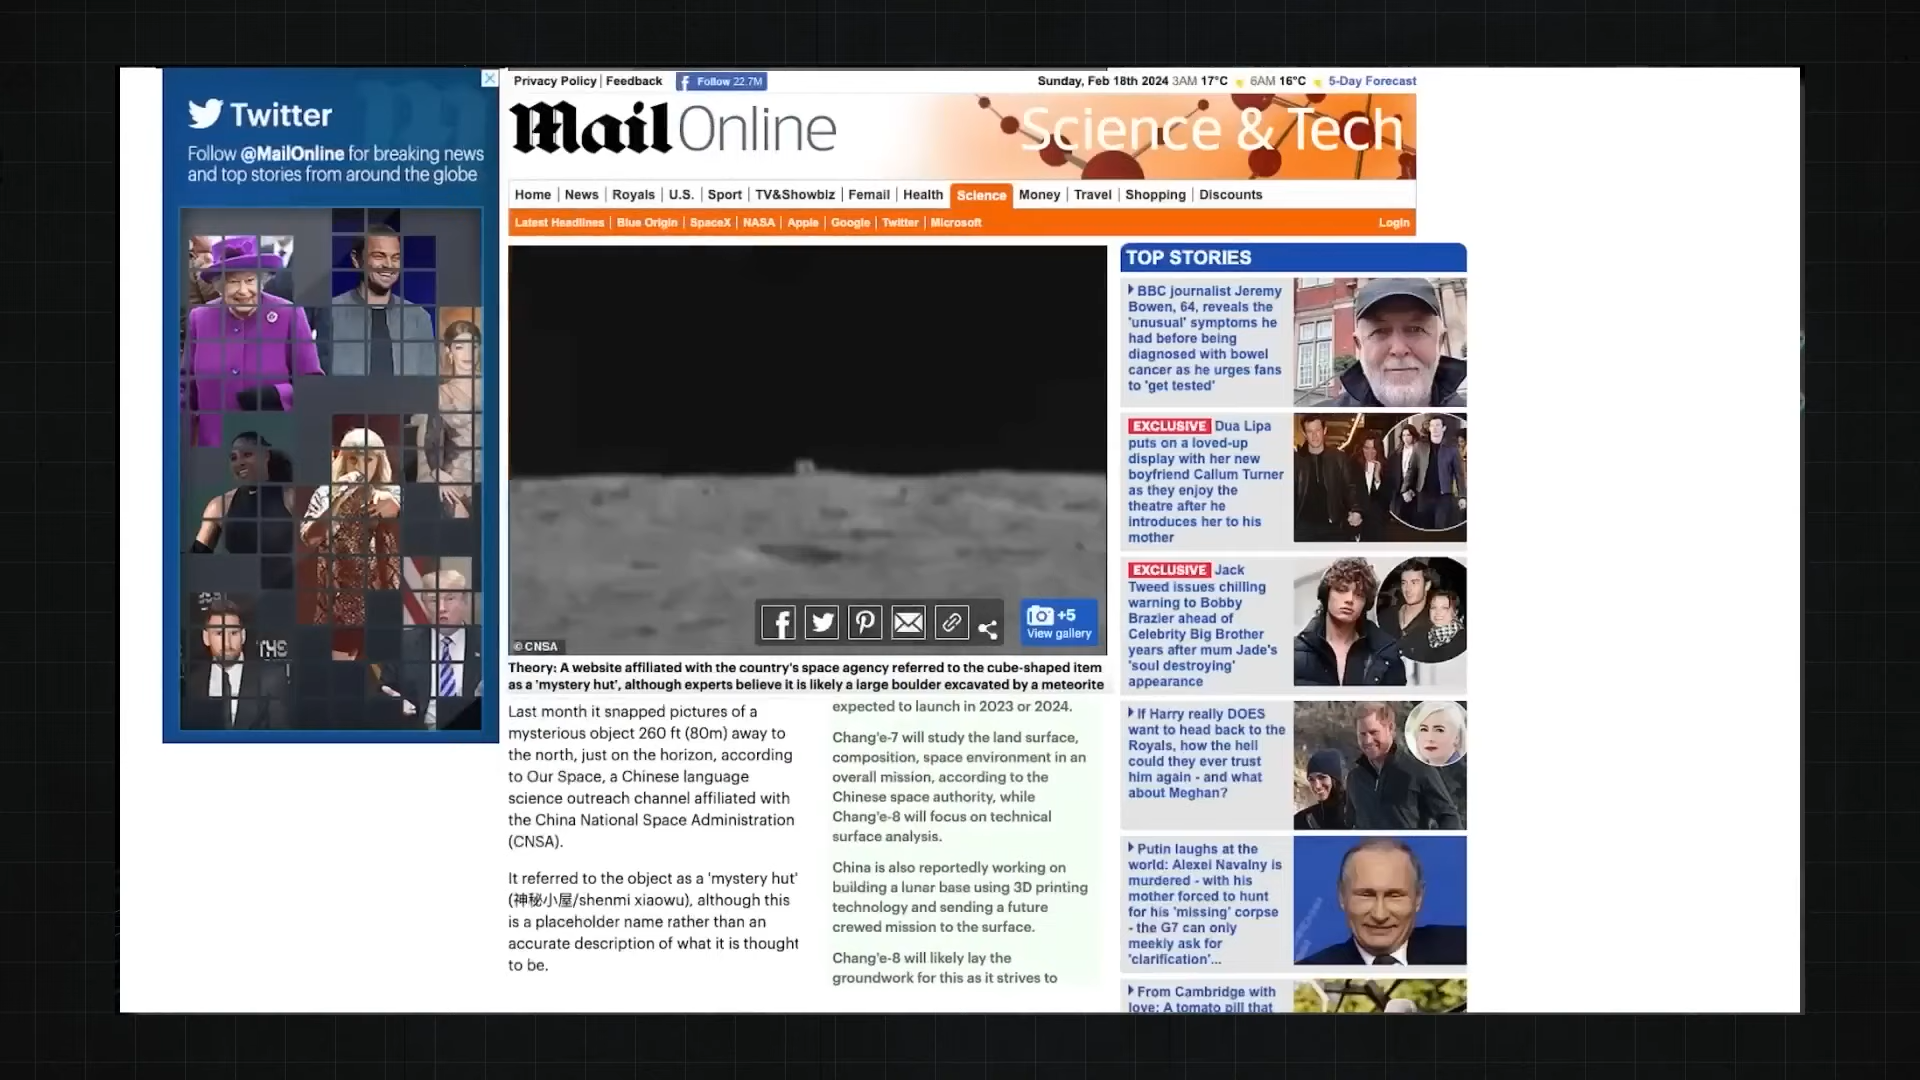 Twitter
Follow @MailOnline for breaking news
and top stories from around the globe
Privacy Policy | Feedback
Follow 22.7M
Sunday, Feb 18th 2024 3AM 17°C 6AM 16°C 5-Day Forecast
Mail Online
Science & Tech
Home | News | Royals | U.S. | Sport | TV&Showbiz | Femail | Health | Science | Money | Travel | Shopping | Discounts
Latest Headlines | Blue Origin | SpaceX | NASA | Apple | Google | Twitter | Microsoft
Login
+5
View gallery
© CNSA
Theory: A website affiliated with the country's space agency referred to the cube-shaped item
as a 'mystery hut', although experts believe it is likely a large boulder excavated by a meteorite
Last month it snapped pictures of a
mysterious object 260 ft (80m) away to
the north, just on the horizon, according
to Our Space, a Chinese language
science outreach channel affiliated with
the China National Space Administration
(CNSA).
It referred to the object as a 'mystery hut'
(神秘小屋/shenmi xiaowu), although this
is a placeholder name rather than an
accurate description of what it is thought
to be.
expected to launch in 2023 or 2024.
Chang'e-7 will study the land surface,
composition, space environment in an
overall mission, according to the
Chinese space authority, while
Chang'e-8 will focus on technical
surface analysis.
China is also reportedly working on
building a lunar base using 3D printing
technology and sending a future
crewed mission to the surface.
Chang'e-8 will likely lay the
groundwork for this as it strives to
TOP STORIES
BBC journalist Jeremy
Bowen, 64, reveals the
'unusual' symptoms he
had before being
diagnosed with bowel
cancer as he urges fans
to 'get tested'
EXCLUSIVE Dua Lipa
puts on a loved-up
display with her new
boyfriend Callum Turner
as they enjoy the
theatre after he
introduces her to his
mother
EXCLUSIVE Jack
Tweed issues chilling
warning to Bobby
Brazier ahead of
Celebrity Big Brother
years after mum Jade's
'soul destroying'
appearance
If Harry really DOES
want to head back to the
Royals, how the hell
could they ever trust
him again - and what
about Meghan?
Putin laughs at the
world: Alexei Navalny is
murdered - with his
mother forced to hunt
for his 'missing' corpse
- the G7 can only
meekly ask for
'clarification'...
From Cambridge with
love: A tomato pill that